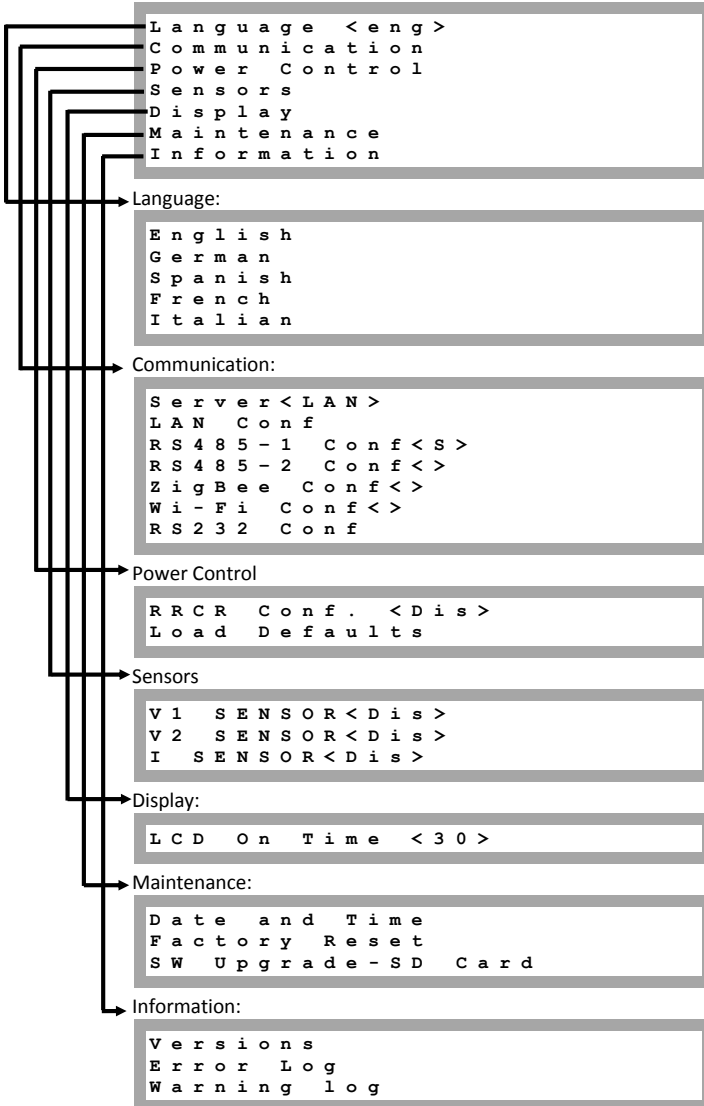 Language <eng>
Communication
Power Control
Sensors
Display
Maintenance
Information
Language:
English
German
Spanish
French
Italian
Communication:
Server<LAN>
LAN Conf
RS485-1 Conf<S>
RS485-2 Conf<>
ZigBee Conf<>
Wi-Fi Conf<>
RS232 Conf
Power Control
RRCR Conf. <Dis>
Load Defaults
Sensors
V1 SENSOR<Dis>
V2 SENSOR<Dis>
I SENSOR<Dis>
Display:
LCD On Time <30>
Maintenance:
Date and Time
Factory Reset
SW Upgrade-SD Card
Information:
Versions
Error Log
Warning log